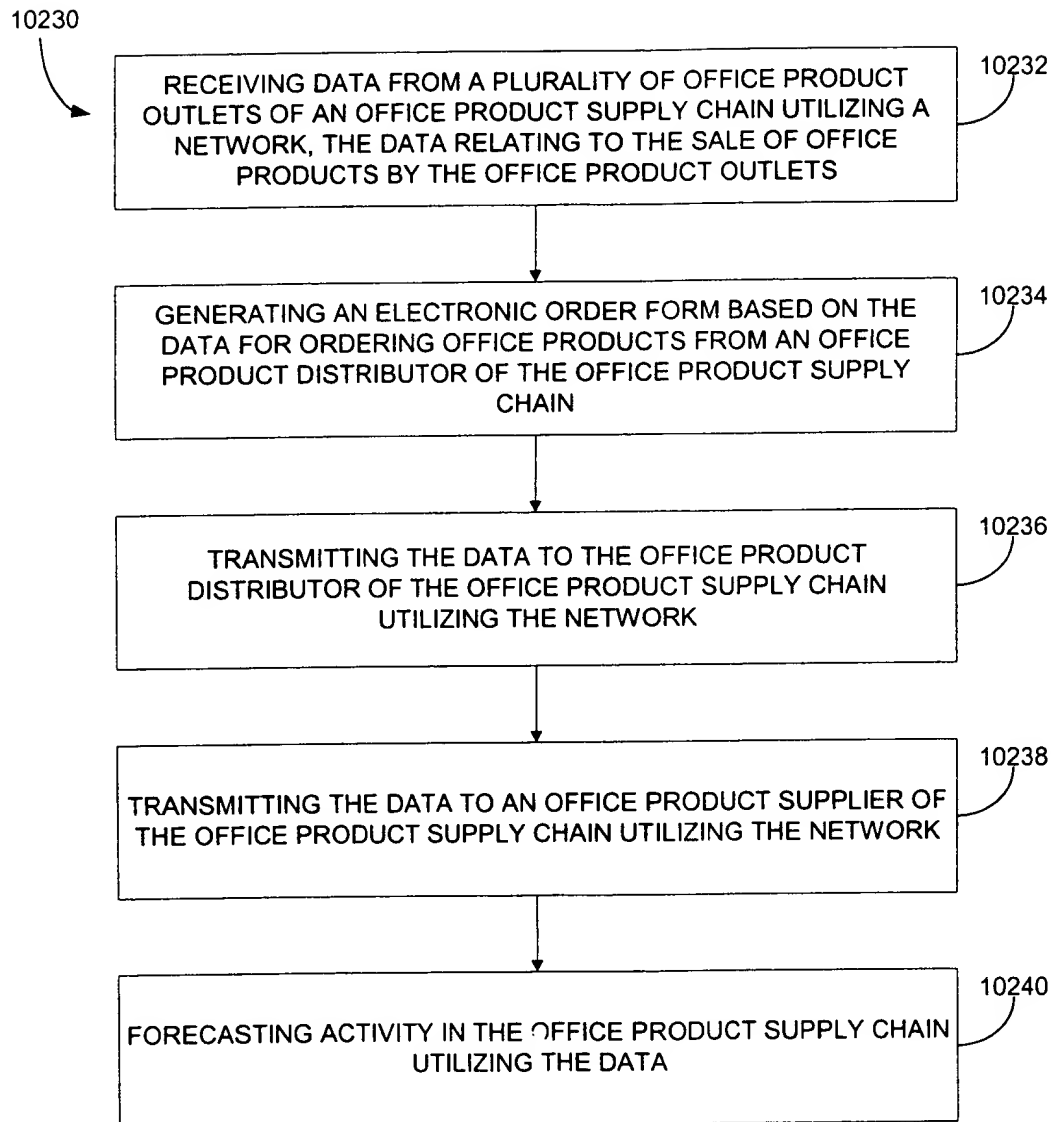 10230
10232
RECEIVING DATA FROM A PLURALITY OF OFFICE PRODUCT
OUTLETS OF AN OFFICE PRODUCT SUPPLY CHAIN UTILIZING A
NETWORK, THE DATA RELATING TO THE SALE OF OFFICE
PRODUCTS BY THE OFFICE PRODUCT OUTLETS
10234
GENERATING AN ELECTRONIC ORDER FORM BASED ON THE
DATA FOR ORDERING OFFICE PRODUCTS FROM AN OFFICE
PRODUCT DISTRIBUTOR OF THE OFFICE PRODUCT SUPPLY
CHAIN
10236
TRANSMITTING THE DATA TO THE OFFICE PRODUCT
DISTRIBUTOR OF THE OFFICE PRODUCT SUPPLY CHAIN
UTILIZING THE NETWORK
10238
TRANSMITTING THE DATA TO AN OFFICE PRODUCT SUPPLIER OF
THE OFFICE PRODUCT SUPPLY CHAIN UTILIZING THE NETWORK
10240
FORECASTING ACTIVITY IN THE OFFICE PRODUCT SUPPLY CHAIN
UTILIZING THE DATA